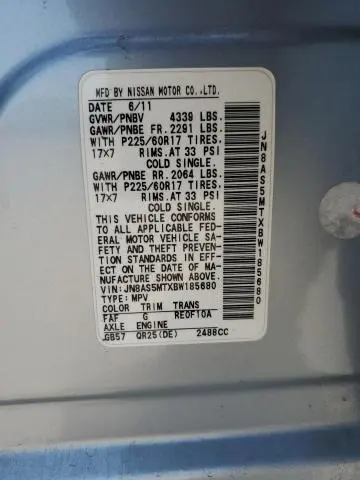 MFD BY NISSAN MOTOR CO.,LTD.
DATE 6/11
GVWR/PNBV 4339 LBS.
GAWR/PNBE FR.2291 LBS.
WITH P225/60R17 TIRES,
17X7 RIMS.AT 33 PSI
COLD SINGLE.
GAWR/PNBE RR.2064 LBS.
WITH P225/60R17 TIRES,
17X7 RIMS.AT 33 PSI
COLD SINGLE.
THIS VEHICLE CONFORMS
TO ALL APPLICABLE FED-
ERAL MOTOR VEHICLE SA-
FETY AND THEFT PREVEN-
TION STANDARDS IN EFF-
ECT ON THE DATE OF MA-
NUFACTURE SHOWN ABOVE
VIN: JN8AS5MTXBW185680
TYPE: MPV
COLOR TRIM TRANS
FAF G RE0F10A
AXLE ENGINE
GB57 QR25(DE) 2488CC
JN8AS5MTXBW185680